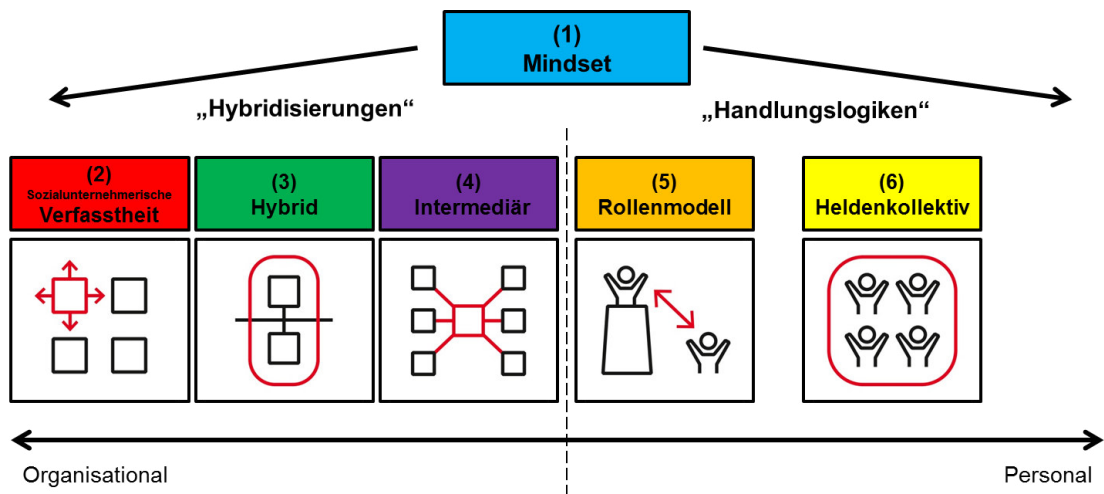 (1)
Mindset
„Hybridisierungen“
„Handlungslogiken“
(2)
Sozialunternehmerische
Verfasstheit
(3)
Hybrid
(4)
Intermediär
(5)
Rollenmodell
(6)
Heldenkollektiv
Organisational
Personal